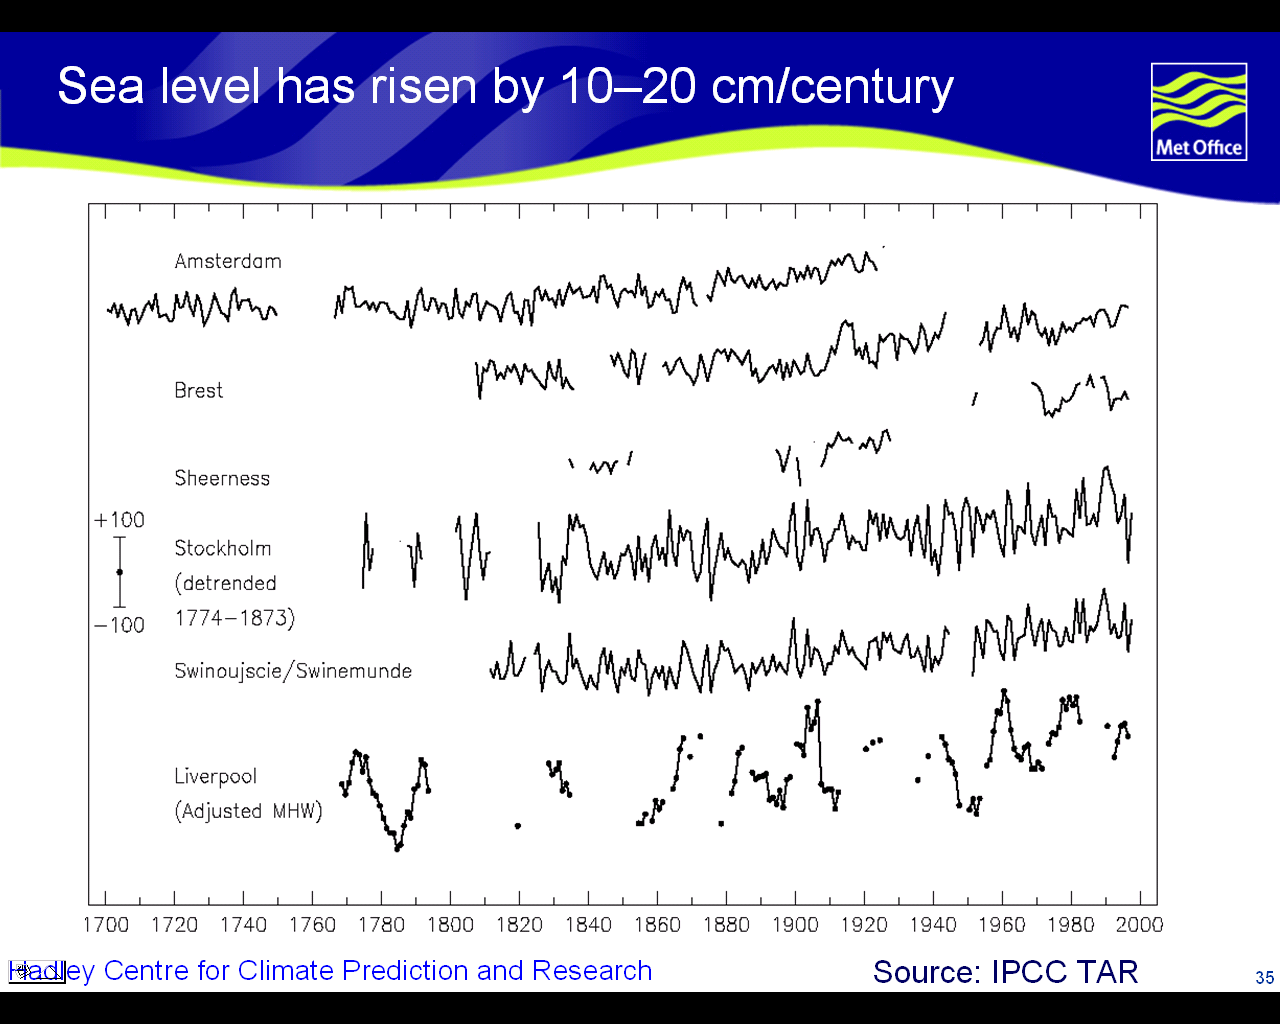 Sea level has risen by 10–20 cm/century
Met Office
Amsterdam
Brest
Sheerness
+100
Stockholm
(detrended
1774–1873)
−100
Swinoujscie/Swinemunde
Liverpool
(Adjusted MHW)
1700 1720 1740 1760 1780 1800 1820 1840 1860 1880 1900 1920 1940 1960 1980 2000
Hadley Centre for Climate Prediction and Research
Source: IPCC TAR
35